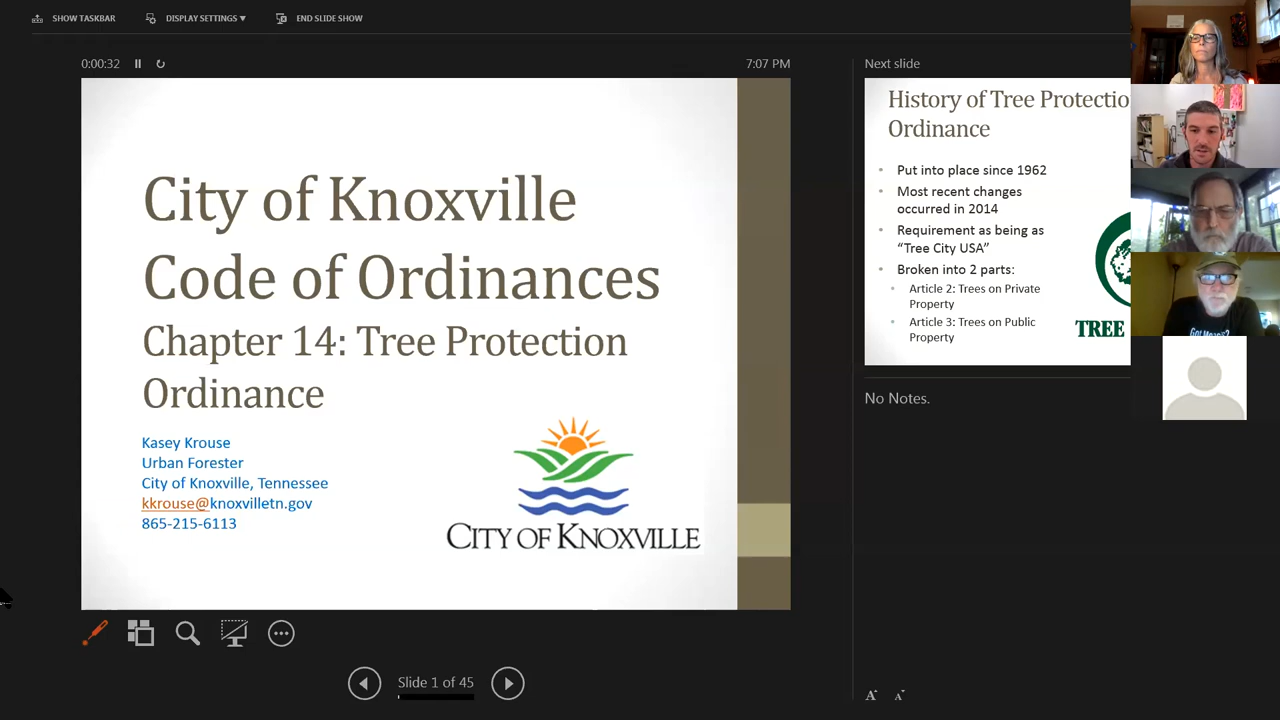 SHOW TASKBAR
DISPLAY SETTINGS ▾
END SLIDE SHOW
0:00:32
7:07 PM
City of Knoxville
Code of Ordinances
Chapter 14: Tree Protection
Ordinance
Kasey Krouse
Urban Forester
City of Knoxville, Tennessee
kkrouse@knoxvilletn.gov
865-215-6113
CITY OF KNOXVILLE
Slide 1 of 45
Next slide
History of Tree Protectio
Ordinance
• Put into place since 1962
• Most recent changes
occurred in 2014
• Requirement as being as
“Tree City USA”
• Broken into 2 parts:
• Article 2: Trees on Private
Property
• Article 3: Trees on Public
Property
TREE
No Notes.
A A